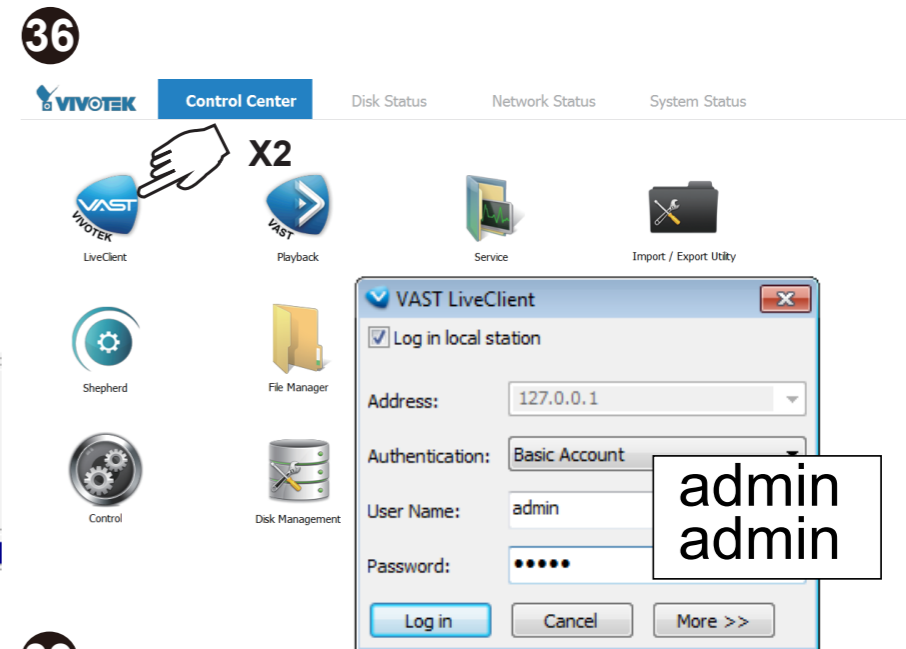 36
VIVOTEK Control Center Disk Status Network Status System Status
X2
VAST
VIVOTEK
VAST
LiveClient Playback Service Import / Export Utility
VAST LiveClient
Log in local station
Shepherd File Manager
Address: 127.0.0.1
Authentication: Basic Account
admin
admin
User Name: admin
Control Disk Management
Password: •••••
Log in Cancel More >>